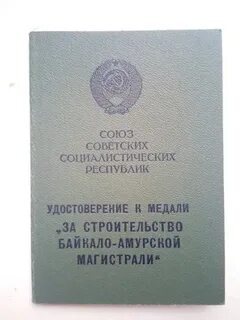 СОЮЗ
СОВЕТСКИХ
СОЦИАЛИСТИЧЕСКИХ
РЕСПУБЛИК
УДОСТОВЕРЕНИЕ К МЕДАЛИ
„ЗА СТРОИТЕЛЬСТВО
БАЙКАЛО-АМУРСКОЙ
МАГИСТРАЛИ“